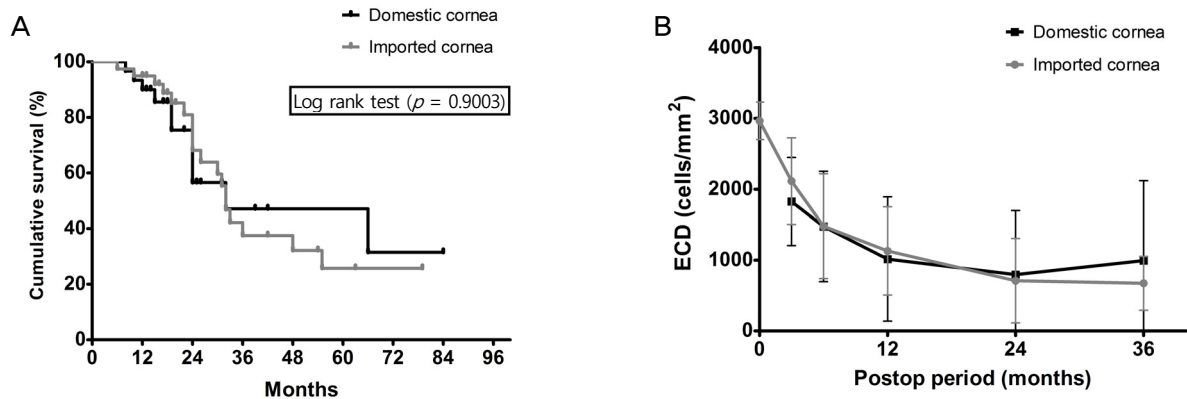 A
Domestic cornea
Imported cornea
Log rank test (p = 0.9003)
Cumulative survival (%)
100
80
60
40
20
0
0 12 24 36 48 60 72 84 96
Months
B
Domestic cornea
Imported cornea
ECD (cells/mm²)
4000
3000
2000
1000
0
0 12 24 36
Postop period (months)